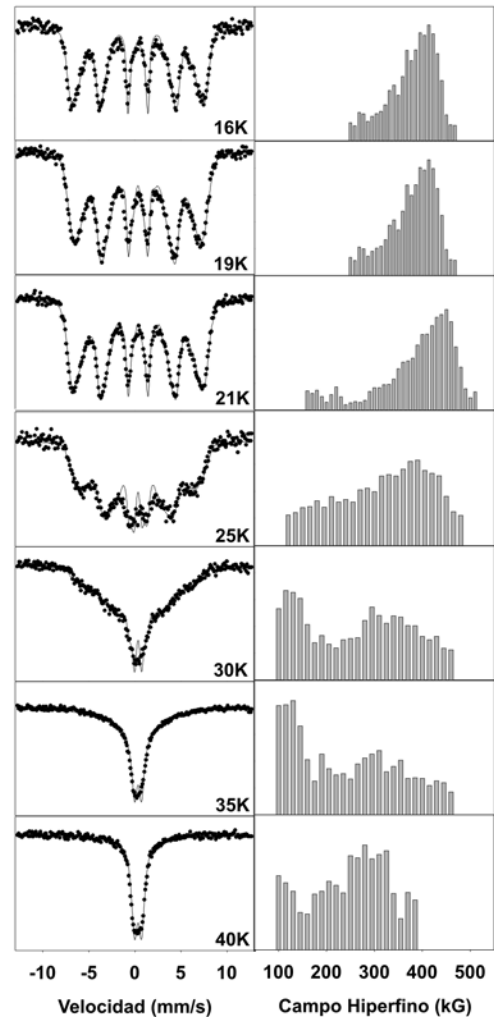 16K
19K
21K
25K
30K
35K
40K
-10 -5 0 5 10
100 200 300 400 500
Velocidad (mm/s)
Campo Hiperfino (kG)